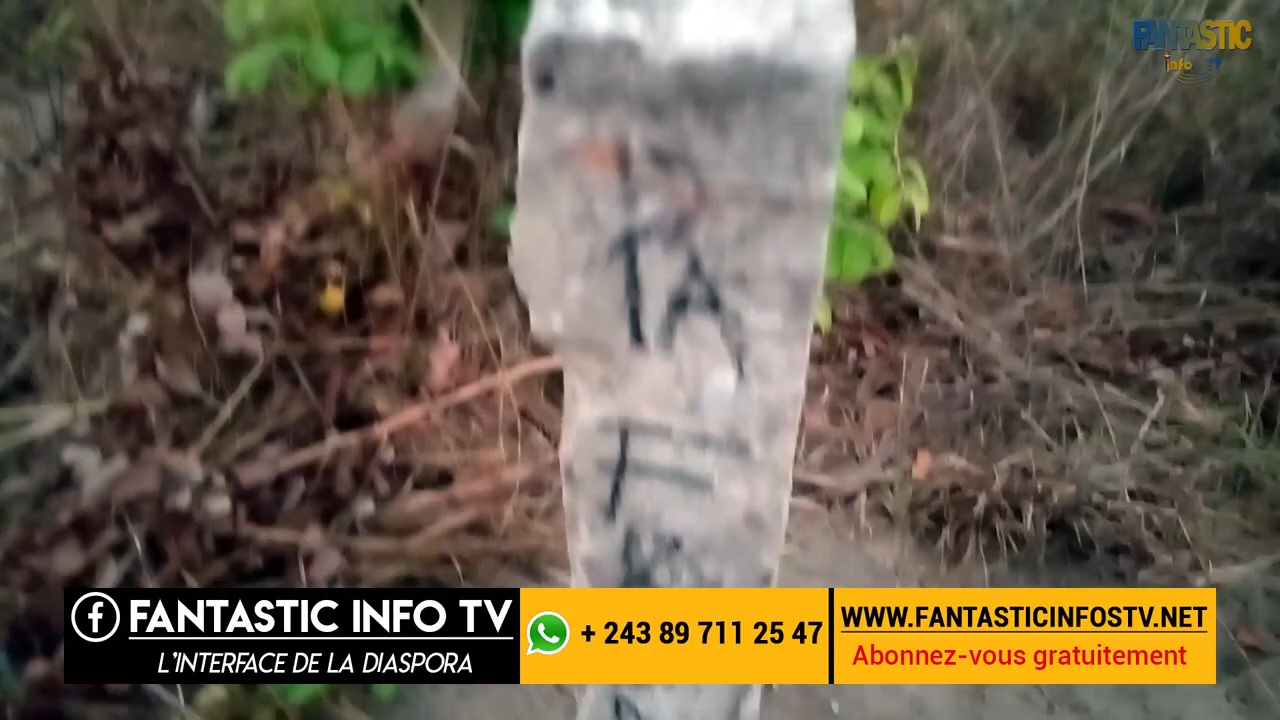 FANTASTIC
info TV
TA
F
FANTASTIC INFO TV
L'INTERFACE DE LA DIASPORA
+ 243 89 711 25 47
WWW.FANTASTICINFOSTV.NET
Abonnez-vous gratuitement